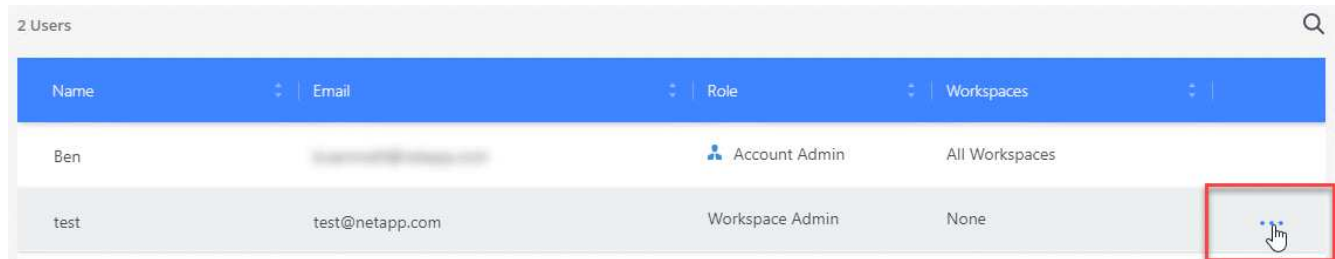 2 Users
Name Email Role Workspaces
Ben Account Admin All Workspaces
test test@netapp.com Workspace Admin None